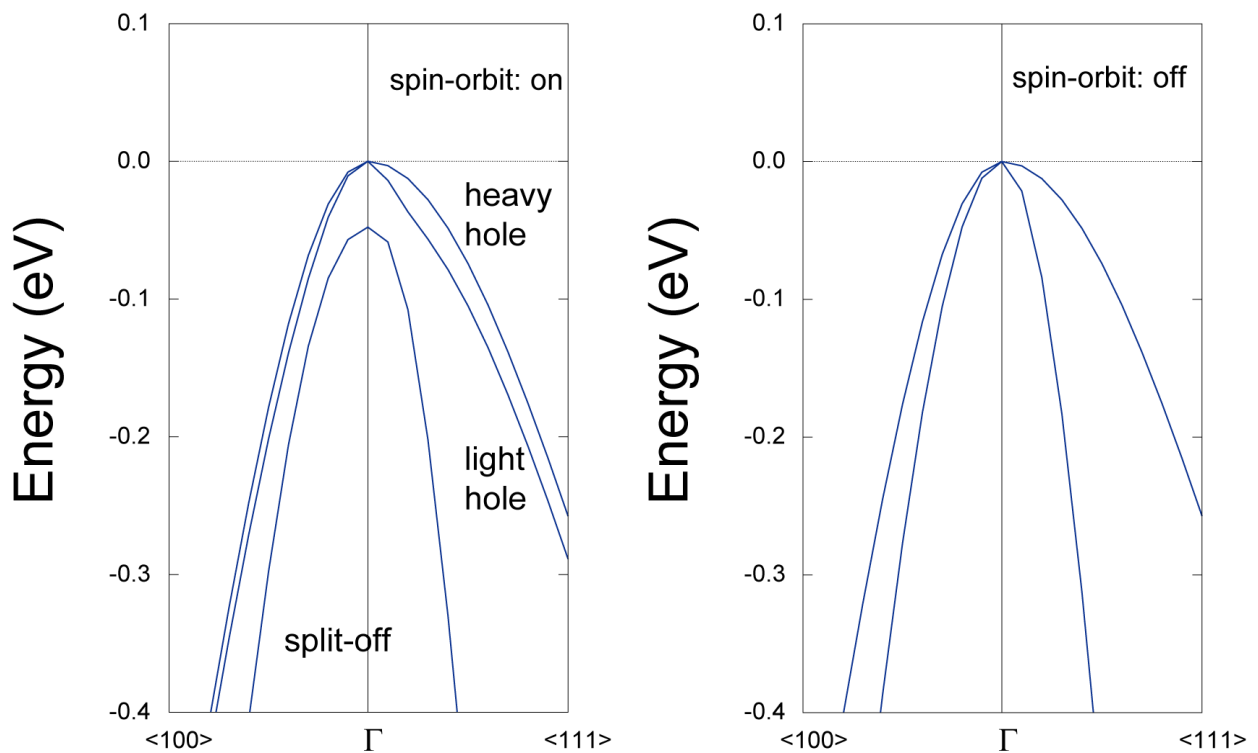 Energy (eV)
0.1
0.0
-0.1
-0.2
-0.3
-0.4
spin-orbit: on
heavy
hole
light
hole
split-off
<100>
Γ
<111>
Energy (eV)
0.1
0.0
-0.1
-0.2
-0.3
-0.4
spin-orbit: off
<100>
Γ
<111>